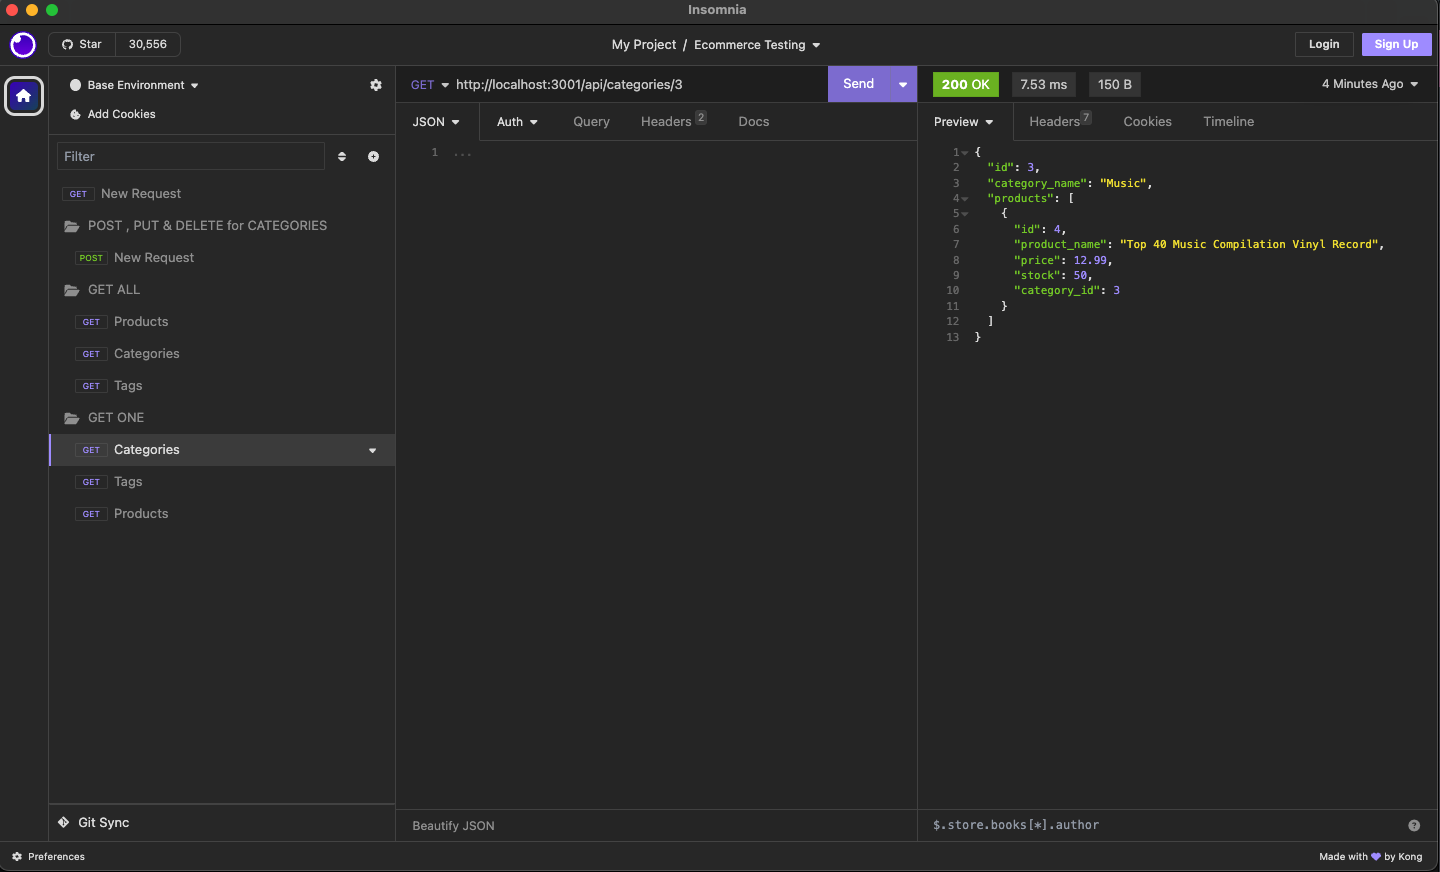 Insomnia
Star 30,556
My Project / Ecommerce Testing
Login Sign Up
Base Environment
Add Cookies
Filter
GET New Request
POST , PUT & DELETE for CATEGORIES
POST New Request
GET ALL
GET Products
GET Categories
GET Tags
GET ONE
GET Categories
GET Tags
GET Products
Git Sync
GET http://localhost:3001/api/categories/3 Send
JSON Auth Query Headers 2 Docs
1 ...
Beautify JSON
200 OK 7.53 ms 150 B 4 Minutes Ago
Preview Headers 7 Cookies Timeline
1 {
2 "id": 3,
3 "category_name": "Music",
4 "products": [
5 {
6 "id": 4,
7 "product_name": "Top 40 Music Compilation Vinyl Record",
8 "price": 12.99,
9 "stock": 50,
10 "category_id": 3
11 }
12 ]
13 }
$.store.books[*].author ?
Preferences
Made with 💜 by Kong